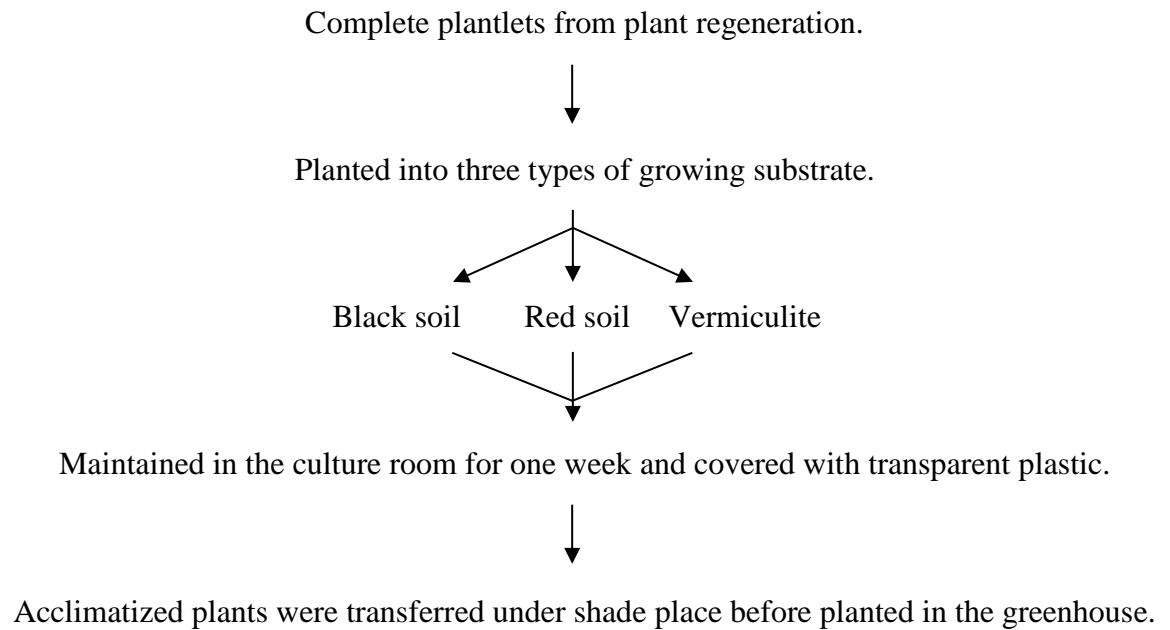 Complete plantlets from plant regeneration.
Planted into three types of growing substrate.
Black soil Red soil Vermiculite
Maintained in the culture room for one week and covered with transparent plastic.
Acclimatized plants were transferred under shade place before planted in the greenhouse.